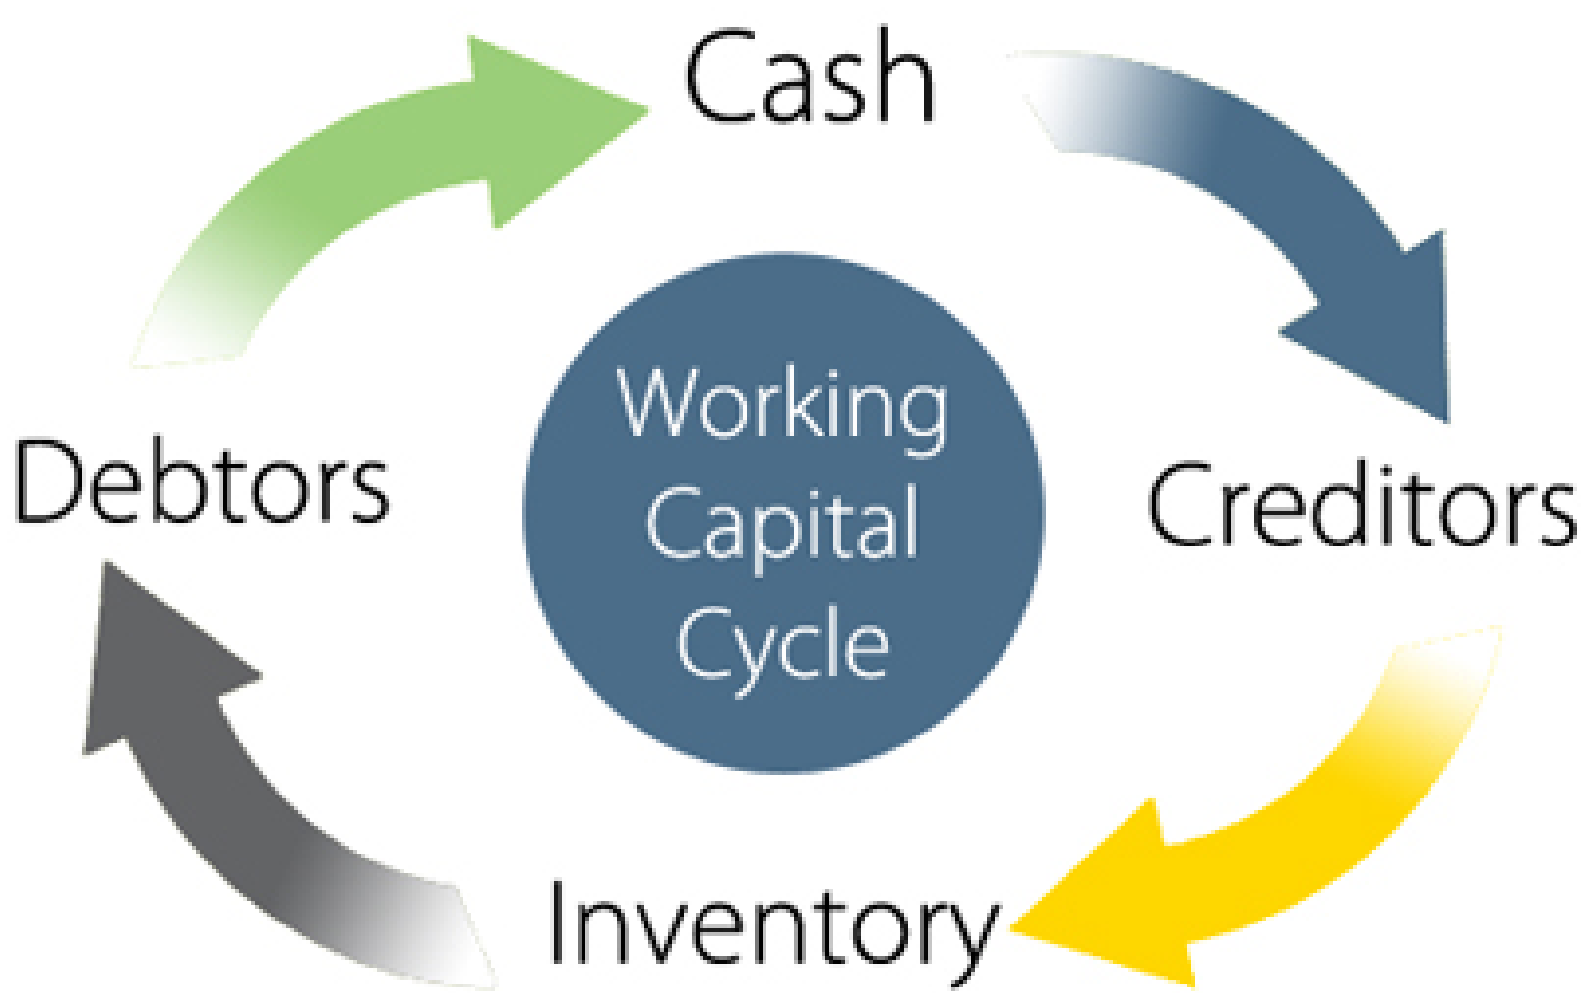 Cash
Debtors
Working
Capital
Cycle
Creditors
Inventory